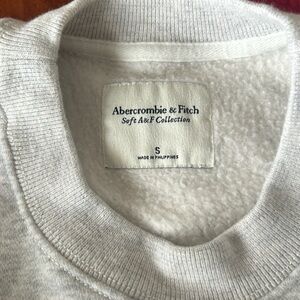 Abercrombie & Fitch
Soft A&F Collection
S
MADE IN PHILIPPINES